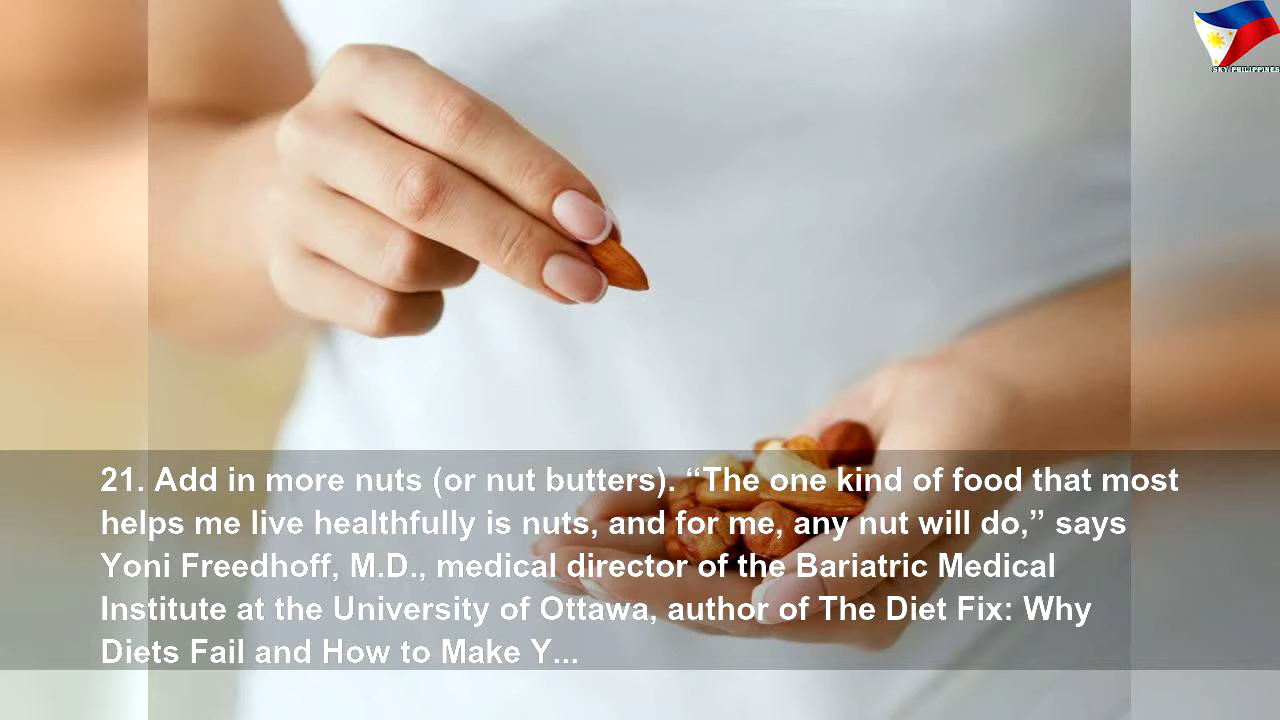 SKY PHILIPPINES
21. Add in more nuts (or nut butters). “The one kind of food that most
helps me live healthfully is nuts, and for me, any nut will do,” says
Yoni Freedhoff, M.D., medical director of the Bariatric Medical
Institute at the University of Ottawa, author of The Diet Fix: Why
Diets Fail and How to Make Y...